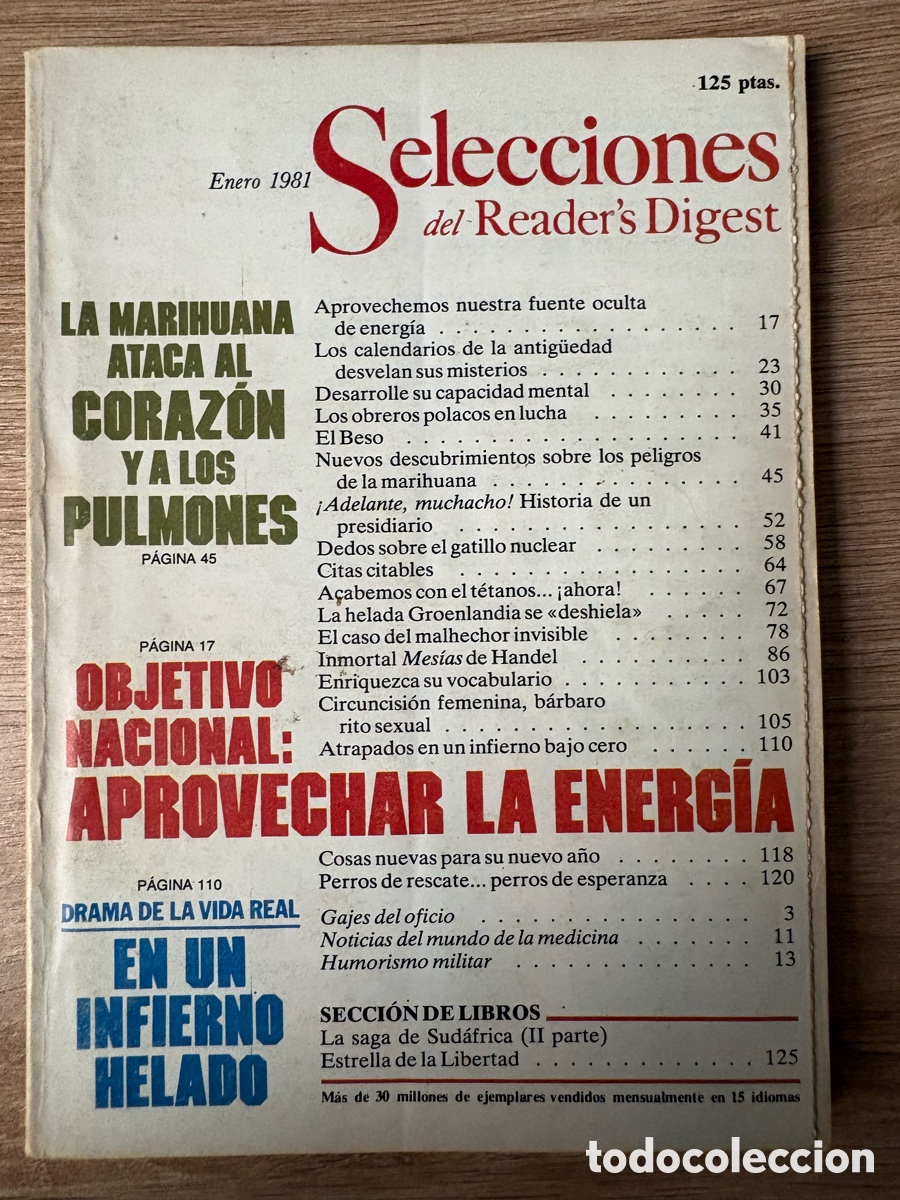 125 ptas.
Enero 1981
Selecciones
del Reader's Digest
LA MARIHUANA
ATACA AL
CORAZÓN
Y A LOS
PULMONES
PÁGINA 45
Aprovechemos nuestra fuente oculta
de energía . . . . . . . . . . . . . . . . . 17
Los calendarios de la antigüedad
desvelan sus misterios . . . . . . . . . . . 23
Desarrolle su capacidad mental . . . . . . . . 30
Los obreros polacos en lucha . . . . . . . . . 35
El Beso . . . . . . . . . . . . . . . . . . . 41
Nuevos descubrimientos sobre los peligros
de la marihuana . . . . . . . . . . . . . . 45
¡Adelante, muchacho! Historia de un
presidiario . . . . . . . . . . . . . . . . . 52
Dedos sobre el gatillo nuclear . . . . . . . . . 58
Citas citables . . . . . . . . . . . . . . . . 64
Acabemos con el tétanos... ¡ahora! . . . . . . 67
La helada Groenlandia se «deshiela» . . . . . 72
El caso del malhechor invisible . . . . . . . . 78
Inmortal Mesías de Handel . . . . . . . . . . 86
Enriquezca su vocabulario . . . . . . . . . . 103
Circuncisión femenina, bárbaro
rito sexual . . . . . . . . . . . . . . . . . 105
Atrapados en un infierno bajo cero . . . . . . 110
PÁGINA 17
OBJETIVO
NACIONAL:
APROVECHAR LA ENERGÍA
Cosas nuevas para su nuevo año . . . . . . . . 118
Perros de rescate... perros de esperanza . . . . 120
Gajes del oficio . . . . . . . . . . . . . . . 3
Noticias del mundo de la medicina . . . . . . . 11
Humorismo militar . . . . . . . . . . . . . . 13
PÁGINA 110
DRAMA DE LA VIDA REAL
EN UN
INFIERNO
HELADO
SECCIÓN DE LIBROS
La saga de Sudáfrica (II parte)
Estrella de la Libertad . . . . . . . . . . . . 125
Más de 30 millones de ejemplares vendidos mensualmente en 15 idiomas
todocoleccion